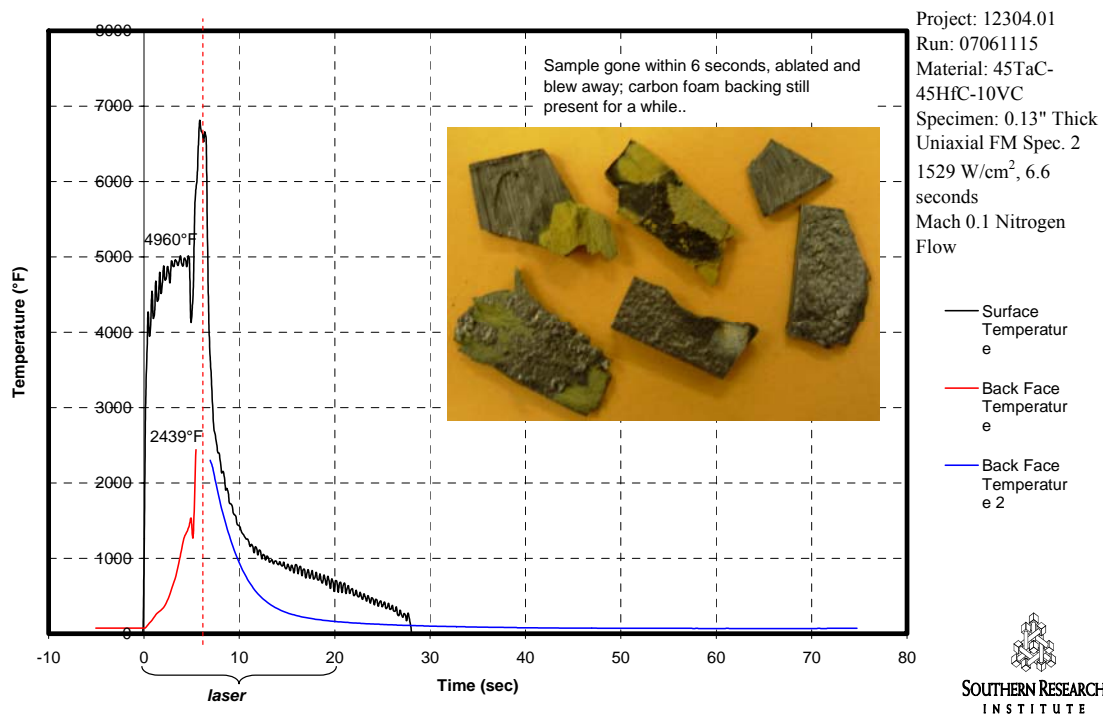 Project: 12304.01
Run: 07061115
Material: 45TaC-
45HfC-10VC
Specimen: 0.13" Thick
Uniaxial FM Spec. 2
1529 W/cm², 6.6
seconds
Mach 0.1 Nitrogen
Flow
Sample gone within 6 seconds, ablated and
blew away; carbon foam backing still
present for a while..
8000
7000
6000
5000
4000
3000
2000
1000
0
Temperature (°F)
4960°F
2439°F
-10 0 10 20 30 40 50 60 70 80
laser
Time (sec)
Surface
Temperatur
e
Back Face
Temperatur
e
Back Face
Temperatur
e 2
SOUTHERN RESEARCH
INSTITUTE